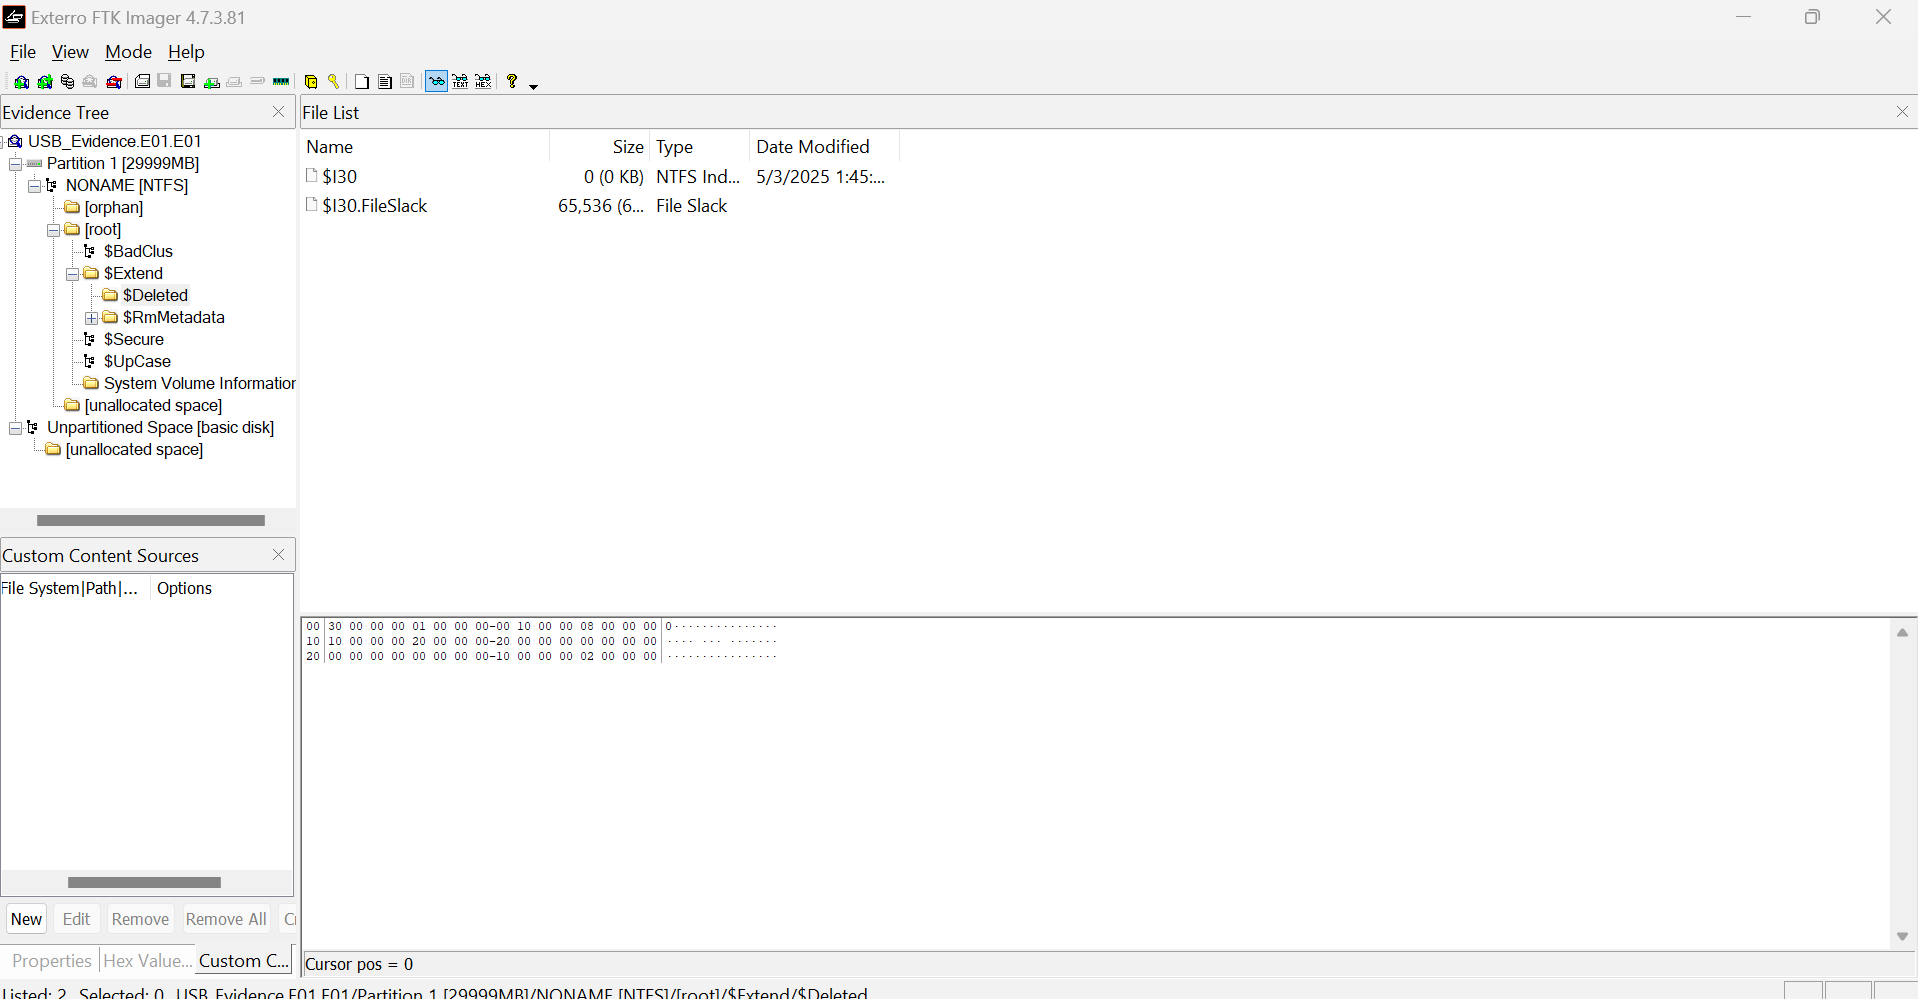 Exterro FTK Imager 4.7.3.81
File View Mode Help
TEXT HEX
Evidence Tree
USB_Evidence.E01.E01
Partition 1 [29999MB]
NONAME [NTFS]
[orphan]
[root]
$BadClus
$Extend
$Deleted
$RmMetadata
$Secure
$UpCase
System Volume Information
[unallocated space]
Unpartitioned Space [basic disk]
[unallocated space]
File List
Name Size Type Date Modified
$I30 0 (0 KB) NTFS Ind... 5/3/2025 1:45:...
$I30.FileSlack 65,536 (6... File Slack
Custom Content Sources
File System|Path|... Options
New Edit Remove Remove All
Properties Hex Value... Custom C...
00 30 00 00 00 01 00 00 00-00 10 00 00 08 00 00 00 0···············
10 10 00 00 00 20 00 00 00-20 00 00 00 00 00 00 00 ···· ··· ·······
20 00 00 00 00 00 00 00 00-10 00 00 00 02 00 00 00 ················
Cursor pos = 0
Listed: 2 Selected: 0 USB_Evidence.E01.E01/Partition 1 [29999MB]/NONAME [NTFS]/[root]/$Extend/$Deleted